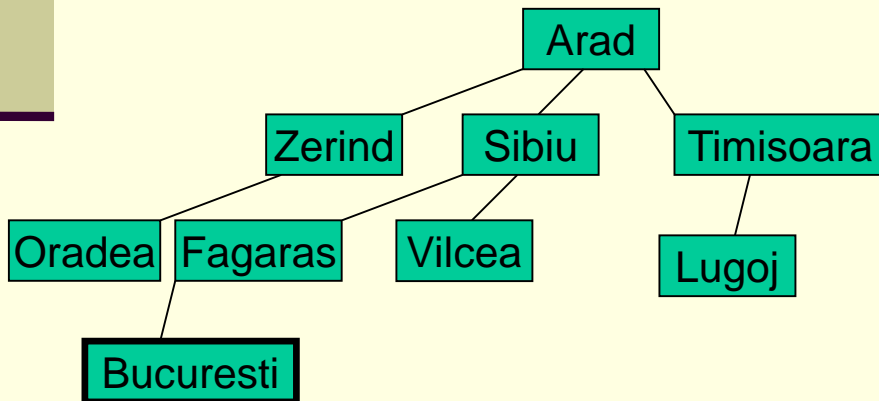 Arad
Zerind Sibiu Timisoara
Oradea Fagaras Vilcea Lugoj
Bucuresti